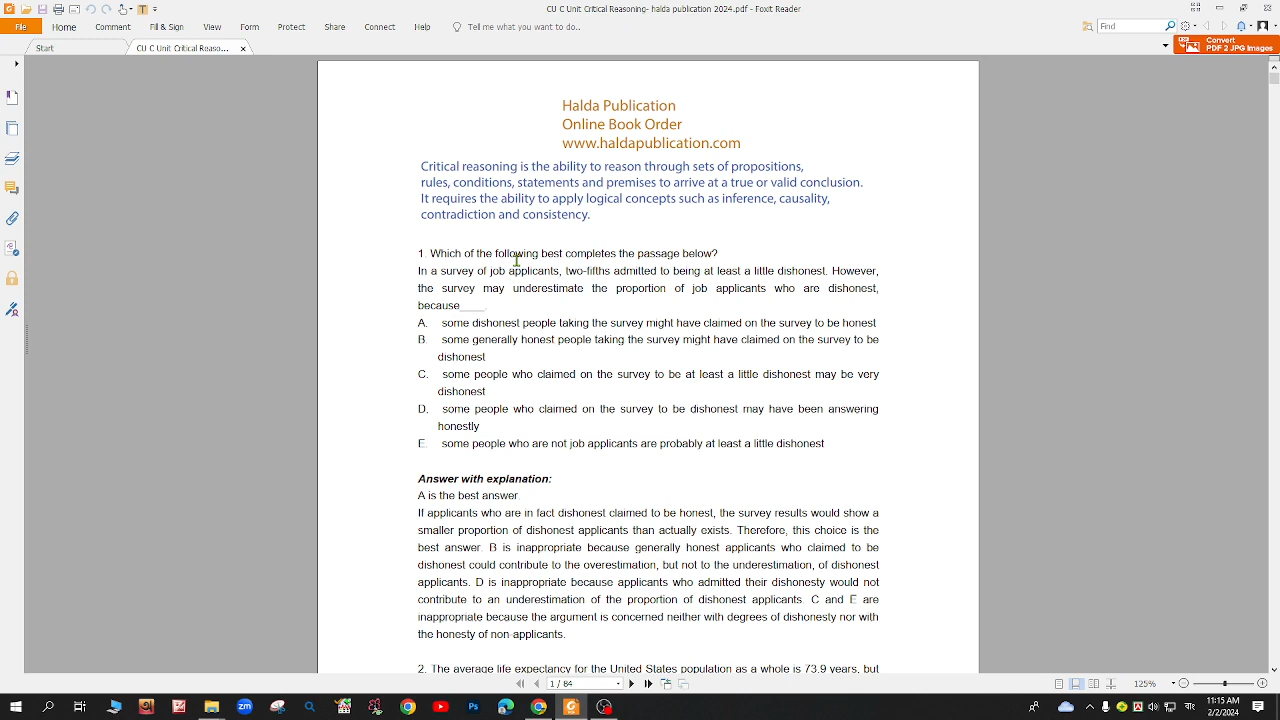 CU C Unit Critical Reasoning- halda publication 2024.pdf - Foxit Reader
File Home Comment Fill & Sign View Form Protect Share Connect Help Tell me what you want to do... Find
Start CU C Unit Critical Reaso...
Convert
PDF 2 JPG Images
Halda Publication
Online Book Order
www.haldapublication.com
Critical reasoning is the ability to reason through sets of propositions,
rules, conditions, statements and premises to arrive at a true or valid conclusion.
It requires the ability to apply logical concepts such as inference, causality,
contradiction and consistency.
1. Which of the following best completes the passage below?
In a survey of job applicants, two-fifths admitted to being at least a little dishonest. However,
the survey may underestimate the proportion of job applicants who are dishonest,
because____.
A. some dishonest people taking the survey might have claimed on the survey to be honest
B. some generally honest people taking the survey might have claimed on the survey to be
dishonest
C. some people who claimed on the survey to be at least a little dishonest may be very
dishonest
D. some people who claimed on the survey to be dishonest may have been answering
honestly
E. some people who are not job applicants are probably at least a little dishonest
Answer with explanation:
A is the best answer.
If applicants who are in fact dishonest claimed to be honest, the survey results would show a
smaller proportion of dishonest applicants than actually exists. Therefore, this choice is the
best answer. B is inappropriate because generally honest applicants who claimed to be
dishonest could contribute to the overestimation, but not to the underestimation, of dishonest
applicants. D is inappropriate because applicants who admitted their dishonesty would not
contribute to an underestimation of the proportion of dishonest applicants. C and E are
inappropriate because the argument is concerned neither with degrees of dishonesty nor with
the honesty of non-applicants.
2. The average life expectancy for the United States population as a whole is 73.9 years, but
1 / 84
125%
11:15 AM
2/2/2024